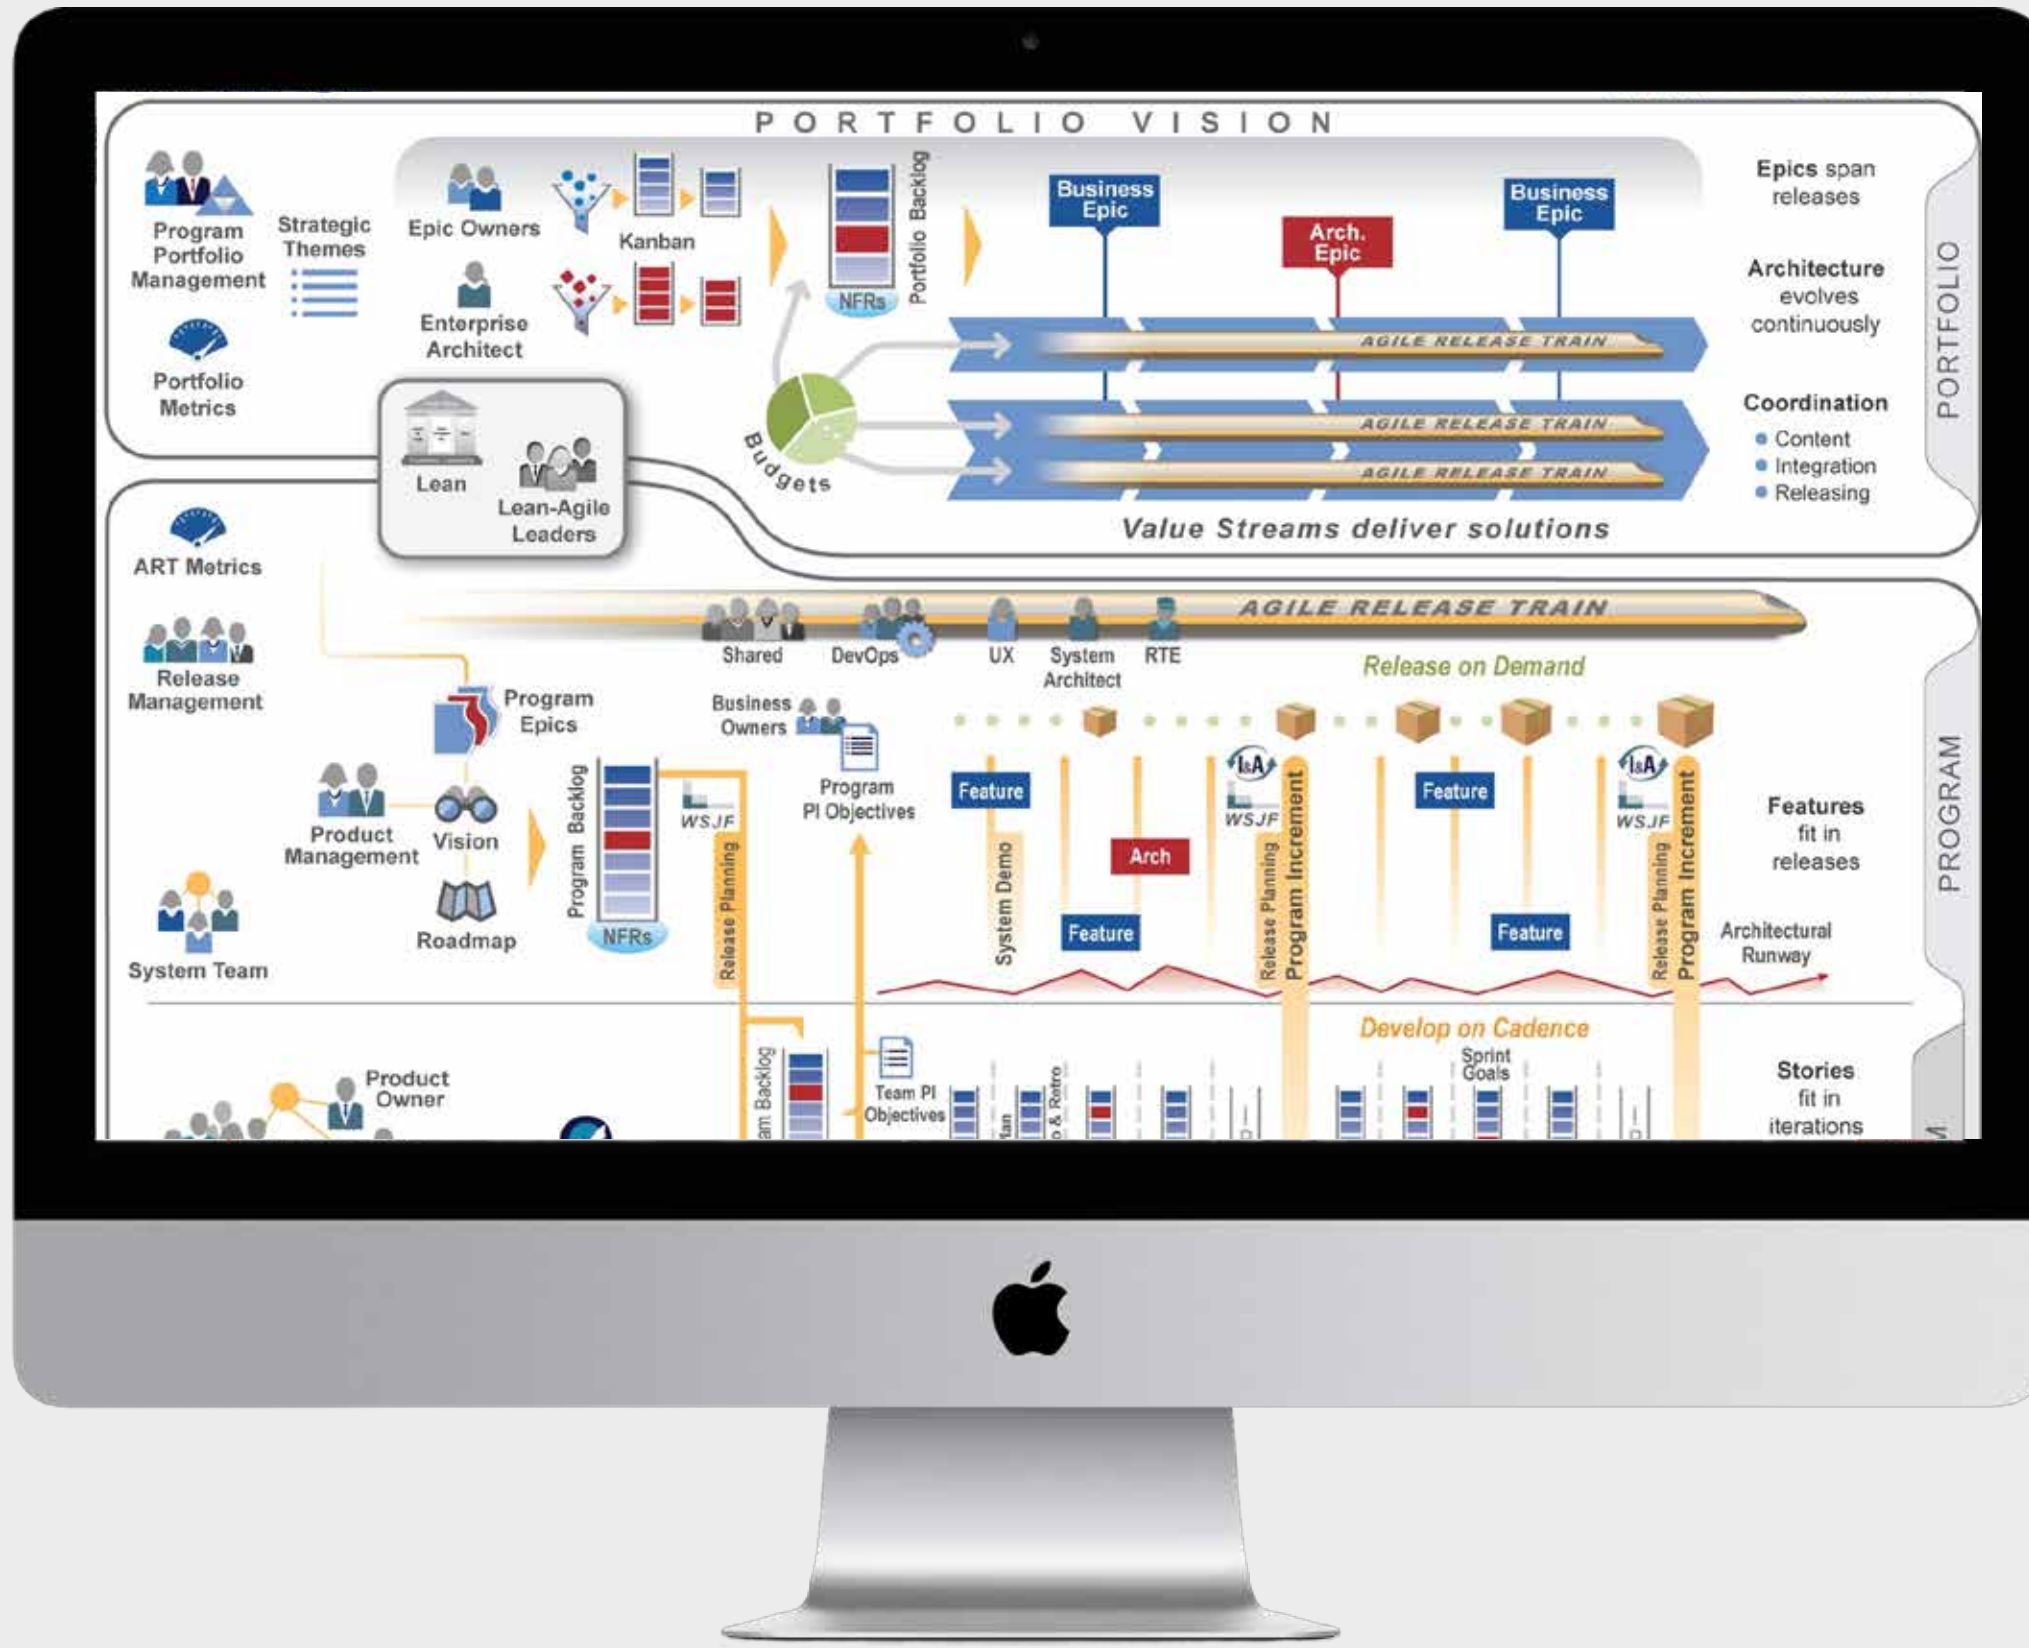 PORTFOLIO VISION
Program
Portfolio
Management
Strategic
Themes
Portfolio
Metrics
Epic Owners
Enterprise
Architect
Kanban
Portfolio Backlog
NFRs
Budgets
Business
Epic
Arch.
Epic
Business
Epic
AGILE RELEASE TRAIN
AGILE RELEASE TRAIN
AGILE RELEASE TRAIN
Value Streams deliver solutions
Epics span
releases
Architecture
evolves
continuously
Coordination
Content
Integration
Releasing
PORTFOLIO
Lean
Lean-Agile
Leaders
ART Metrics
Release
Management
System Team
AGILE RELEASE TRAIN
Shared
DevOps
UX
System
Architect
RTE
Release on Demand
Program
Epics
Product
Management
Vision
Roadmap
Program Backlog
NFRs
WSJF
Release Planning
Business
Owners
Program
PI Objectives
Feature
System Demo
Feature
Arch
I&A
WSJF
Release Planning
Program Increment
Feature
Feature
I&A
WSJF
Release Planning
Program Increment
Features
fit in
releases
Architectural
Runway
PROGRAM
Develop on Cadence
Product
Owner
Backlog
Team PI
Objectives
& Retro
Sprint
Goals
Stories
fit in
iterations